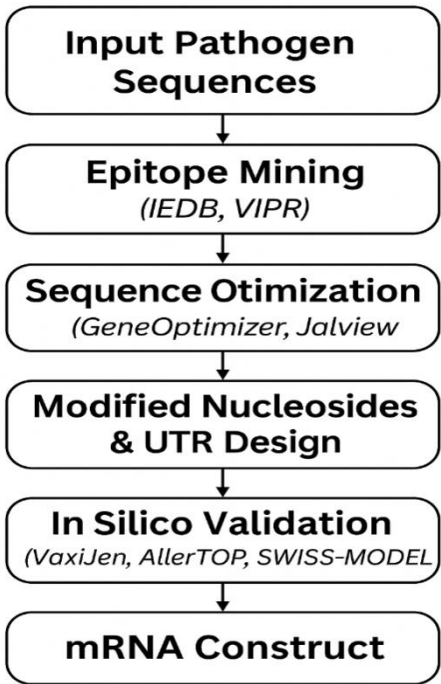 Input Pathogen
Sequences
Epitope Mining
(IEDB, VIPR)
Sequence Otimization
(GeneOptimizer, Jalview
Modified Nucleosides
& UTR Design
In Silico Validation
(VaxiJen, AllerTOP, SWISS-MODEL
mRNA Construct